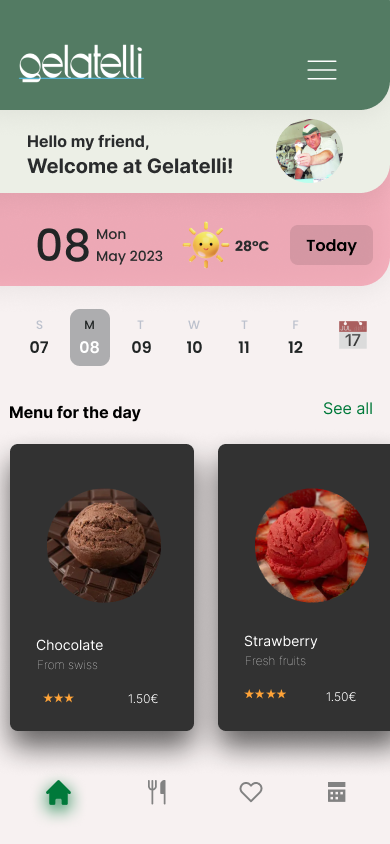 gelatelli
Hello my friend,
Welcome at Gelatelli!
08 Mon
May 2023
28ºC
Today
S M T W T F
07 08 09 10 11 12
JUL
17
Menu for the day
See all
Chocolate
From swiss
1.50€
Strawberry
Fresh fruits
1.50€